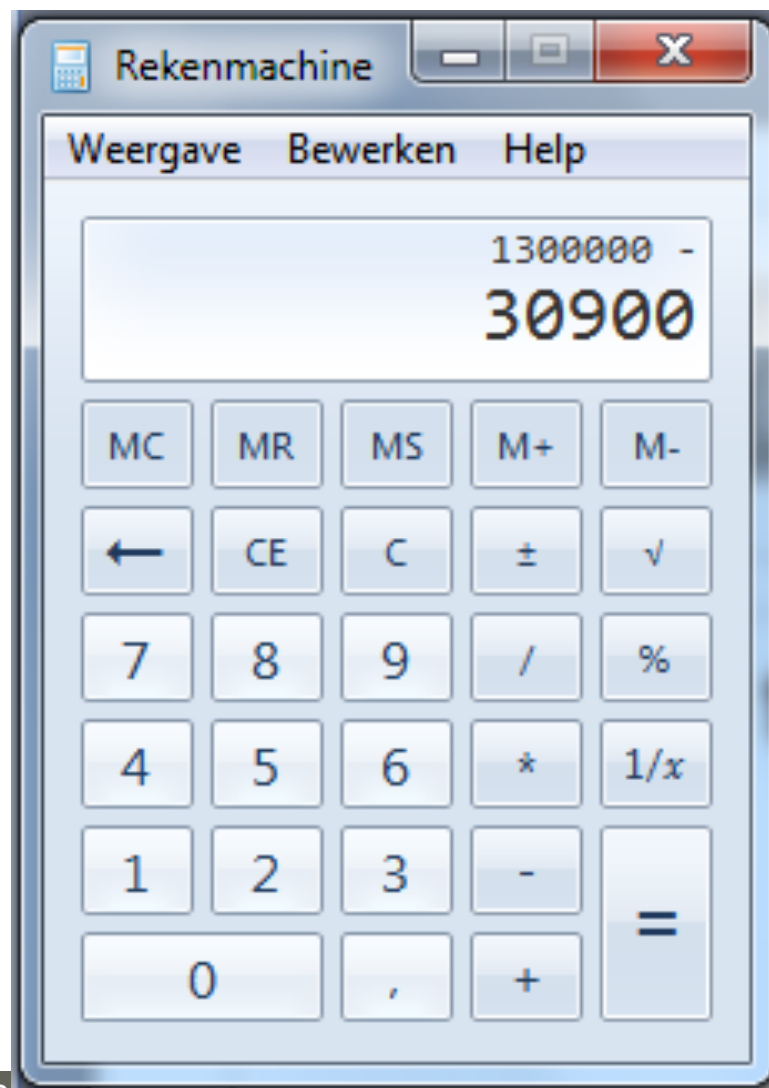 Rekenmachine
Weergave Bewerken Help
1300000 -
30900
MC MR MS M+ M-
← CE C ± √
7 8 9 / %
4 5 6 * 1/x
1 2 3 -
=
0 , +